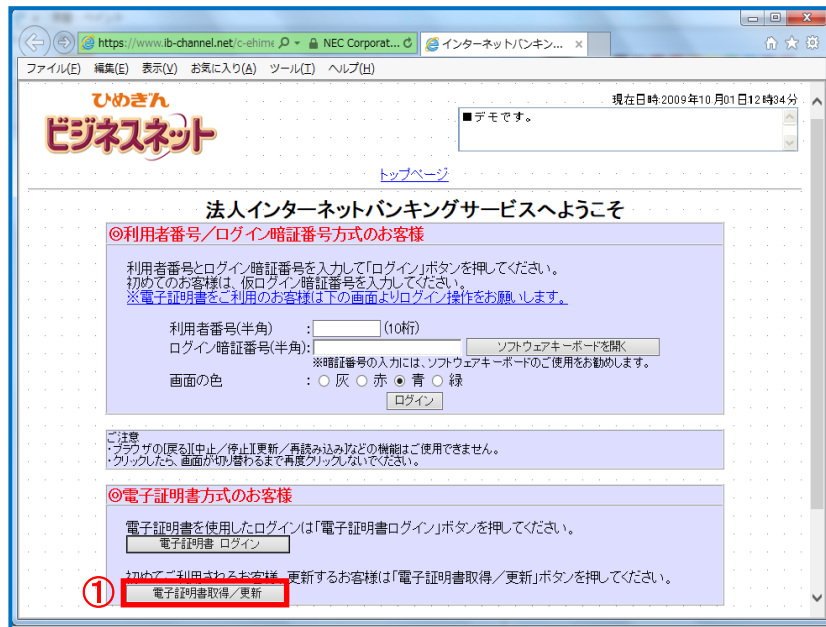 https://www.ib-channel.net/c-ehime NEC Corporat... インターネットバンキン... ×
ファイル(F) 編集(E) 表示(V) お気に入り(A) ツール(T) ヘルプ(H)
ひめぎん
ビジネスネット
現在日時:2009年10月01日12時34分
■デモです。
トップページ
法人インターネットバンキングサービスへようこそ
◎利用者番号／ログイン暗証番号方式のお客様
利用者番号とログイン暗証番号を入力して「ログイン」ボタンを押してください。
初めてのお客様は、仮ログイン暗証番号を入力してください。
※電子証明書をご利用のお客様は下の画面よりログイン操作をお願いします。
利用者番号(半角) : (10桁)
ログイン暗証番号(半角): ソフトウェアキーボードを開く
※暗証番号の入力には、ソフトウェアキーボードのご使用をお勧めします。
画面の色 : 灰 赤 青 緑
ログイン
ご注意
・ブラウザの[戻る][中止／停止][更新／再読み込み]などの機能はご使用できません。
・クリックしたら、画面が切り替わるまで再度クリックしないでください。
◎電子証明書方式のお客様
電子証明書を使用したログインは「電子証明書ログイン」ボタンを押してください。
電子証明書 ログイン
初めてご利用されるお客様、更新するお客様は「電子証明書取得／更新」ボタンを押してください。
① 電子証明書取得／更新